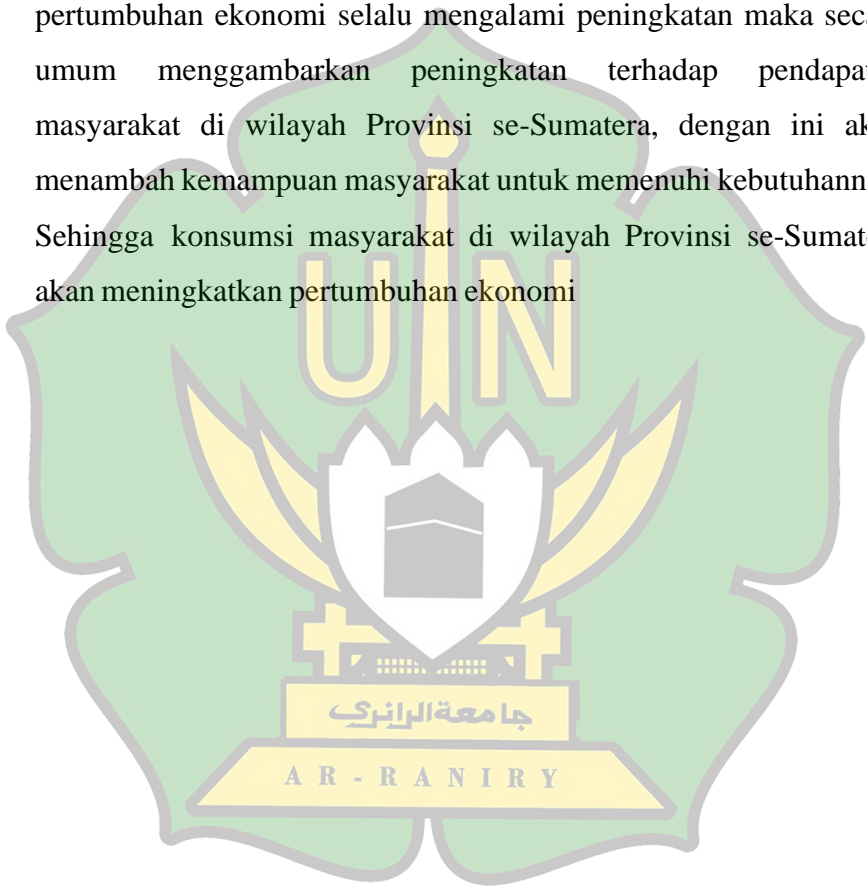 pertumbuhan ekonomi selalu mengalami peningkatan maka seca
umum menggambarkan peningkatan terhadap pendapat
masyarakat di wilayah Provinsi se-Sumatera, dengan ini ak
menambah kemampuan masyarakat untuk memenuhi kebutuhann
Sehingga konsumsi masyarakat di wilayah Provinsi se-Sumat
akan meningkatkan pertumbuhan ekonomi
UIN
جامعة الرانري
AR-RANIRY